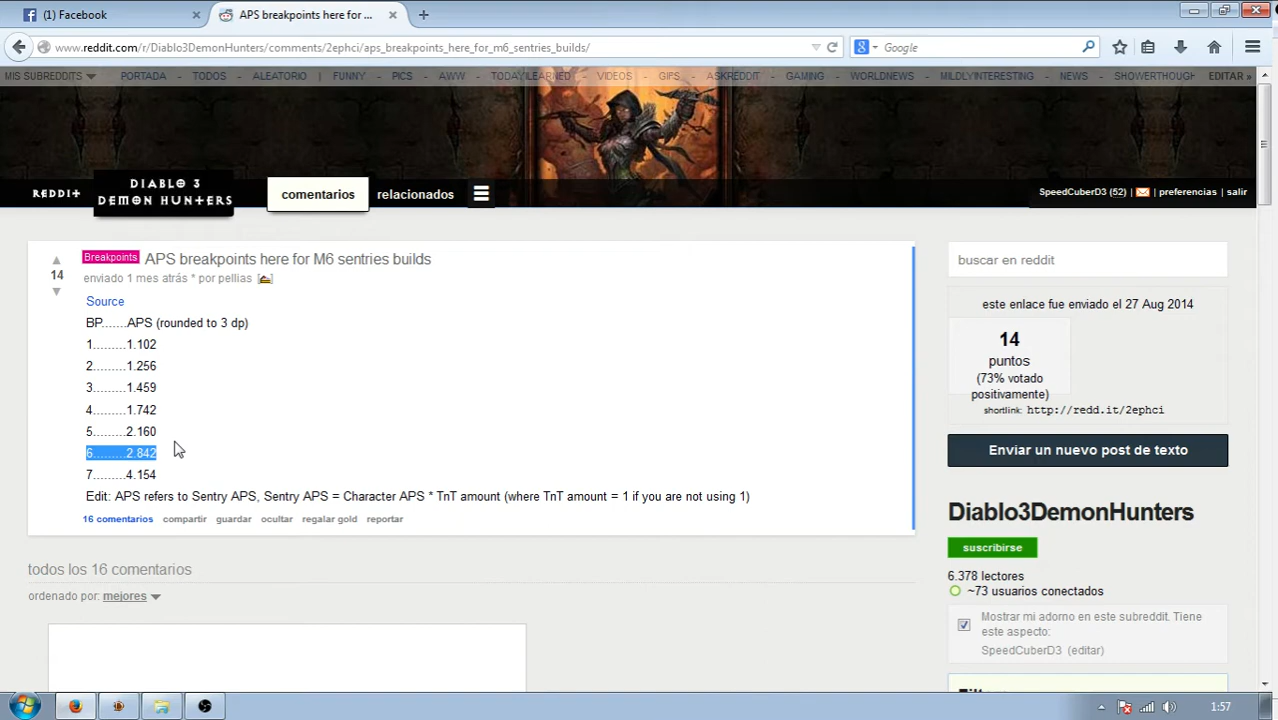 (1) Facebook
APS breakpoints here for ...
www.reddit.com/r/Diablo3DemonHunters/comments/2ephci/aps_breakpoints_here_for_m6_sentries_builds/
Google
MIS SUBREDDITS PORTADA - TODOS - ALEATORIO | FUNNY - PICS - AWW - TODAYILEARNED - VIDEOS - GIFS - ASKREDDIT - GAMING - WORLDNEWS - MILDLYINTERESTING - NEWS - SHOWERTHOUGH EDITAR »
REDDIT+
DIABLO 3
DEMON HUNTERS
comentarios
relacionados
SpeedCuberD3 (52) | | preferencias | salir
Breakpoints APS breakpoints here for M6 sentries builds
14
enviado 1 mes atrás * por pellias
Source
BP.......APS (rounded to 3 dp)
1.........1.102
2.........1.256
3.........1.459
4.........1.742
5.........2.160
6.........2.842
7.........4.154
Edit: APS refers to Sentry APS, Sentry APS = Character APS * TnT amount (where TnT amount = 1 if you are not using 1)
16 comentarios compartir guardar ocultar regalar gold reportar
todos los 16 comentarios
ordenado por: mejores
buscar en reddit
este enlace fue enviado el 27 Aug 2014
14
puntos
(73% votado
positivamente)
shortlink: http://redd.it/2ephci
Enviar un nuevo post de texto
Diablo3DemonHunters
suscribirse
6.378 lectores
~73 usuarios conectados
Mostrar mi adorno en este subreddit. Tiene
este aspecto:
SpeedCuberD3 (editar)
1:57